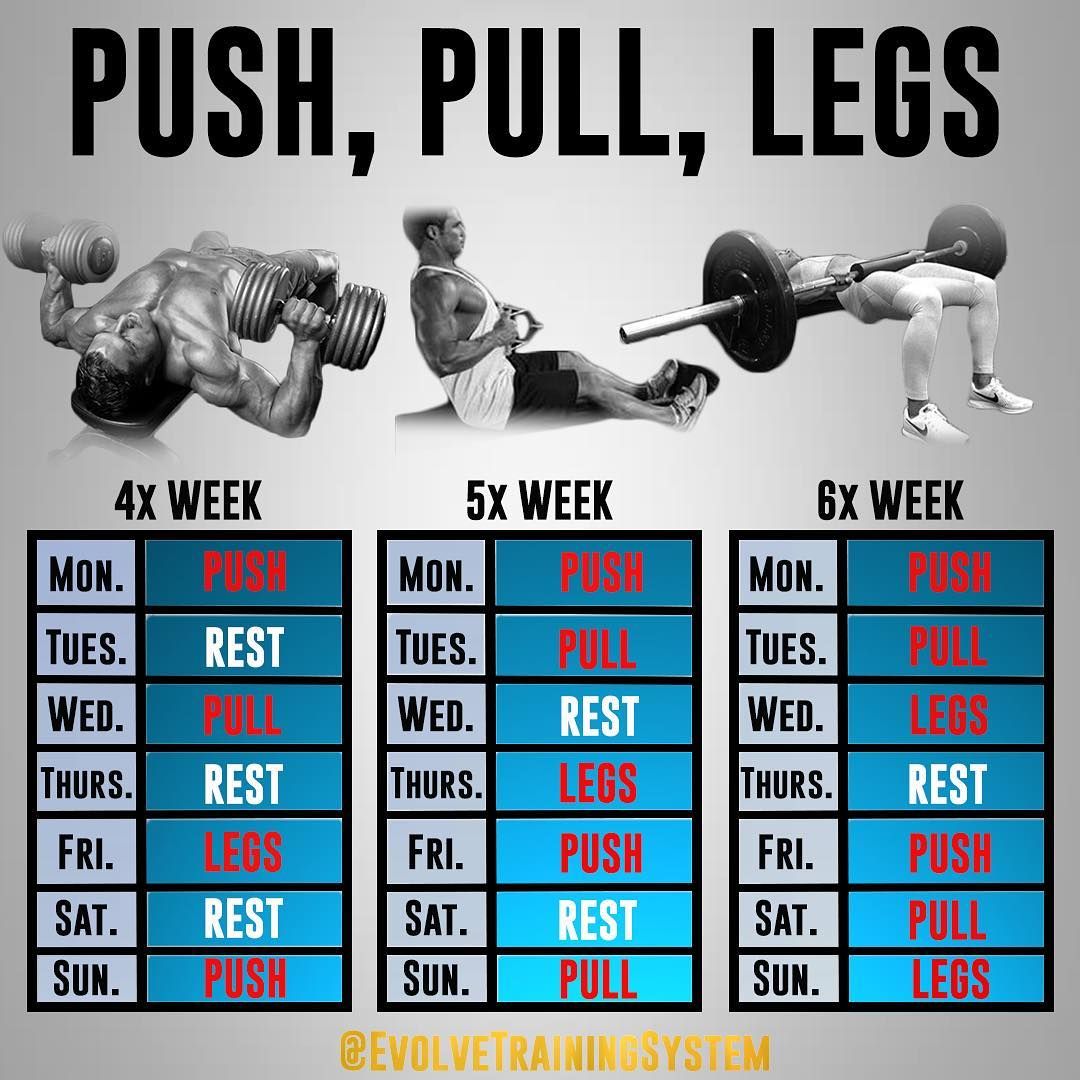 PUSH, PULL, LEGS
4X WEEK
MON. PUSH
TUES. REST
WED. PULL
THURS. REST
FRI. LEGS
SAT. REST
SUN. PUSH
5X WEEK
MON. PUSH
TUES. PULL
WED. REST
THURS. LEGS
FRI. PUSH
SAT. REST
SUN. PULL
6X WEEK
MON. PUSH
TUES. PULL
WED. LEGS
THURS. REST
FRI. PUSH
SAT. PULL
SUN. LEGS
@EVOLVETRAININGSYSTEM